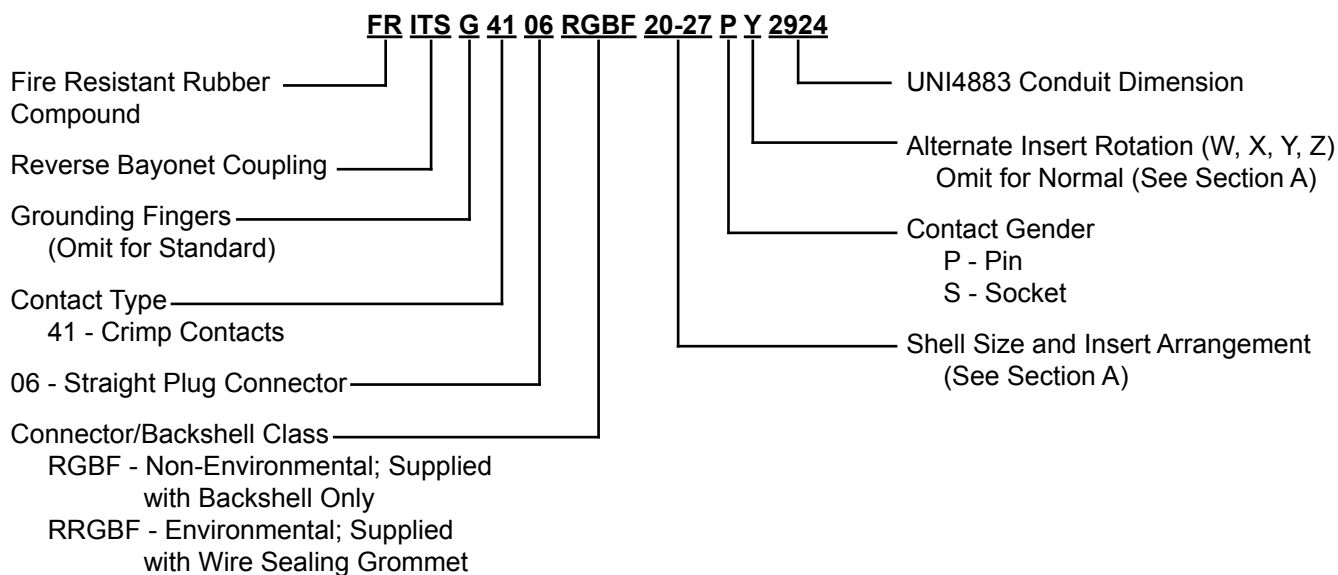 FR ITS G 41 06 RGBF 20-27 P Y 2924
Fire Resistant Rubber
Compound
Reverse Bayonet Coupling
Grounding Fingers
(Omit for Standard)
Contact Type
41 - Crimp Contacts
06 - Straight Plug Connector
Connector/Backshell Class
RGBF - Non-Environmental; Supplied
with Backshell Only
RRGBF - Environmental; Supplied
with Wire Sealing Grommet
UNI4883 Conduit Dimension
Alternate Insert Rotation (W, X, Y, Z)
Omit for Normal (See Section A)
Contact Gender
P - Pin
S - Socket
Shell Size and Insert Arrangement
(See Section A)